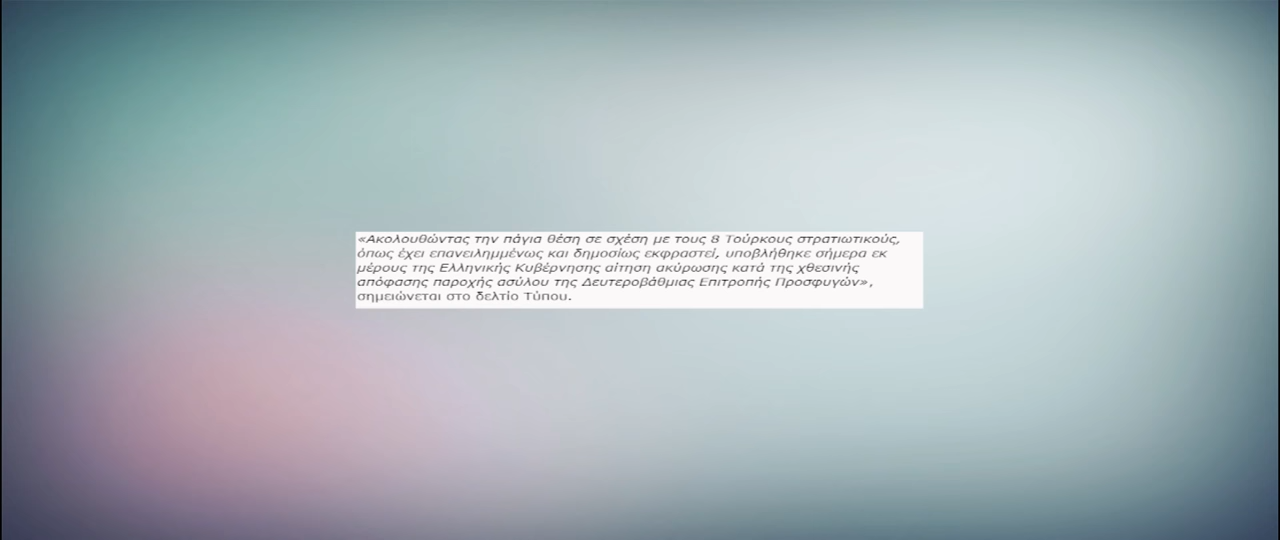 «Ακολουθώντας την πάγια θέση σε σχέση με τους 8 Τούρκους στρατιωτικούς,
όπως έχει επανειλημμένως και δημοσίως εκφραστεί, υποβλήθηκε σήμερα εκ
μέρους της Ελληνικής Κυβέρνησης αίτηση ακύρωσης κατά της χθεσινής
απόφασης παροχής ασύλου της Δευτεροβάθμιας Επιτροπής Προσφυγών»,
σημειώνεται στο δελτίο Τύπου.